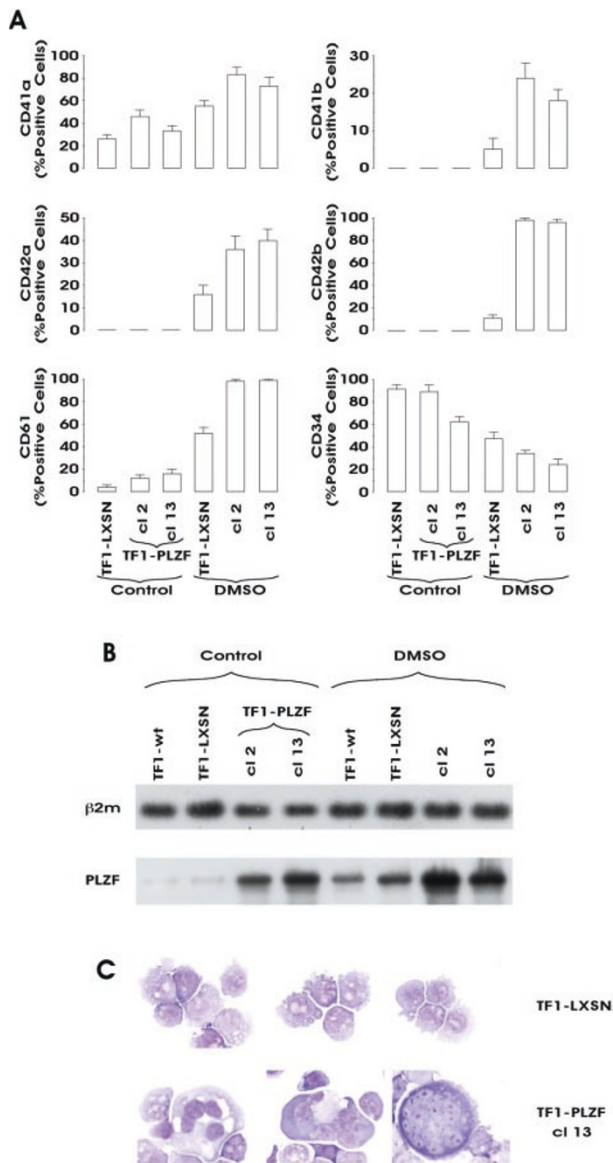 A
CD41a
(%Positive Cells)
100
80
60
40
20
0
CD41b
(%Positive Cells)
30
20
10
0
CD42a
(%Positive Cells)
50
40
30
20
10
0
CD42b
(%Positive Cells)
100
80
60
40
20
0
CD61
(%Positive Cells)
100
80
60
40
20
0
CD34
(%Positive Cells)
100
80
60
40
20
0
TF1-LXSN
cl 2
cl 13
TF1-LXSN
cl 2
cl 13
TF1-PLZF
Control
DMSO
TF1-LXSN
cl 2
cl 13
TF1-LXSN
cl 2
cl 13
TF1-PLZF
Control
DMSO
B
Control
DMSO
TF1-PLZF
TF1-wt
TF1-LXSN
cl 2
cl 13
TF1-wt
TF1-LXSN
cl 2
cl 13
β2m
PLZF
C
TF1-LXSN
TF1-PLZF
cl 13